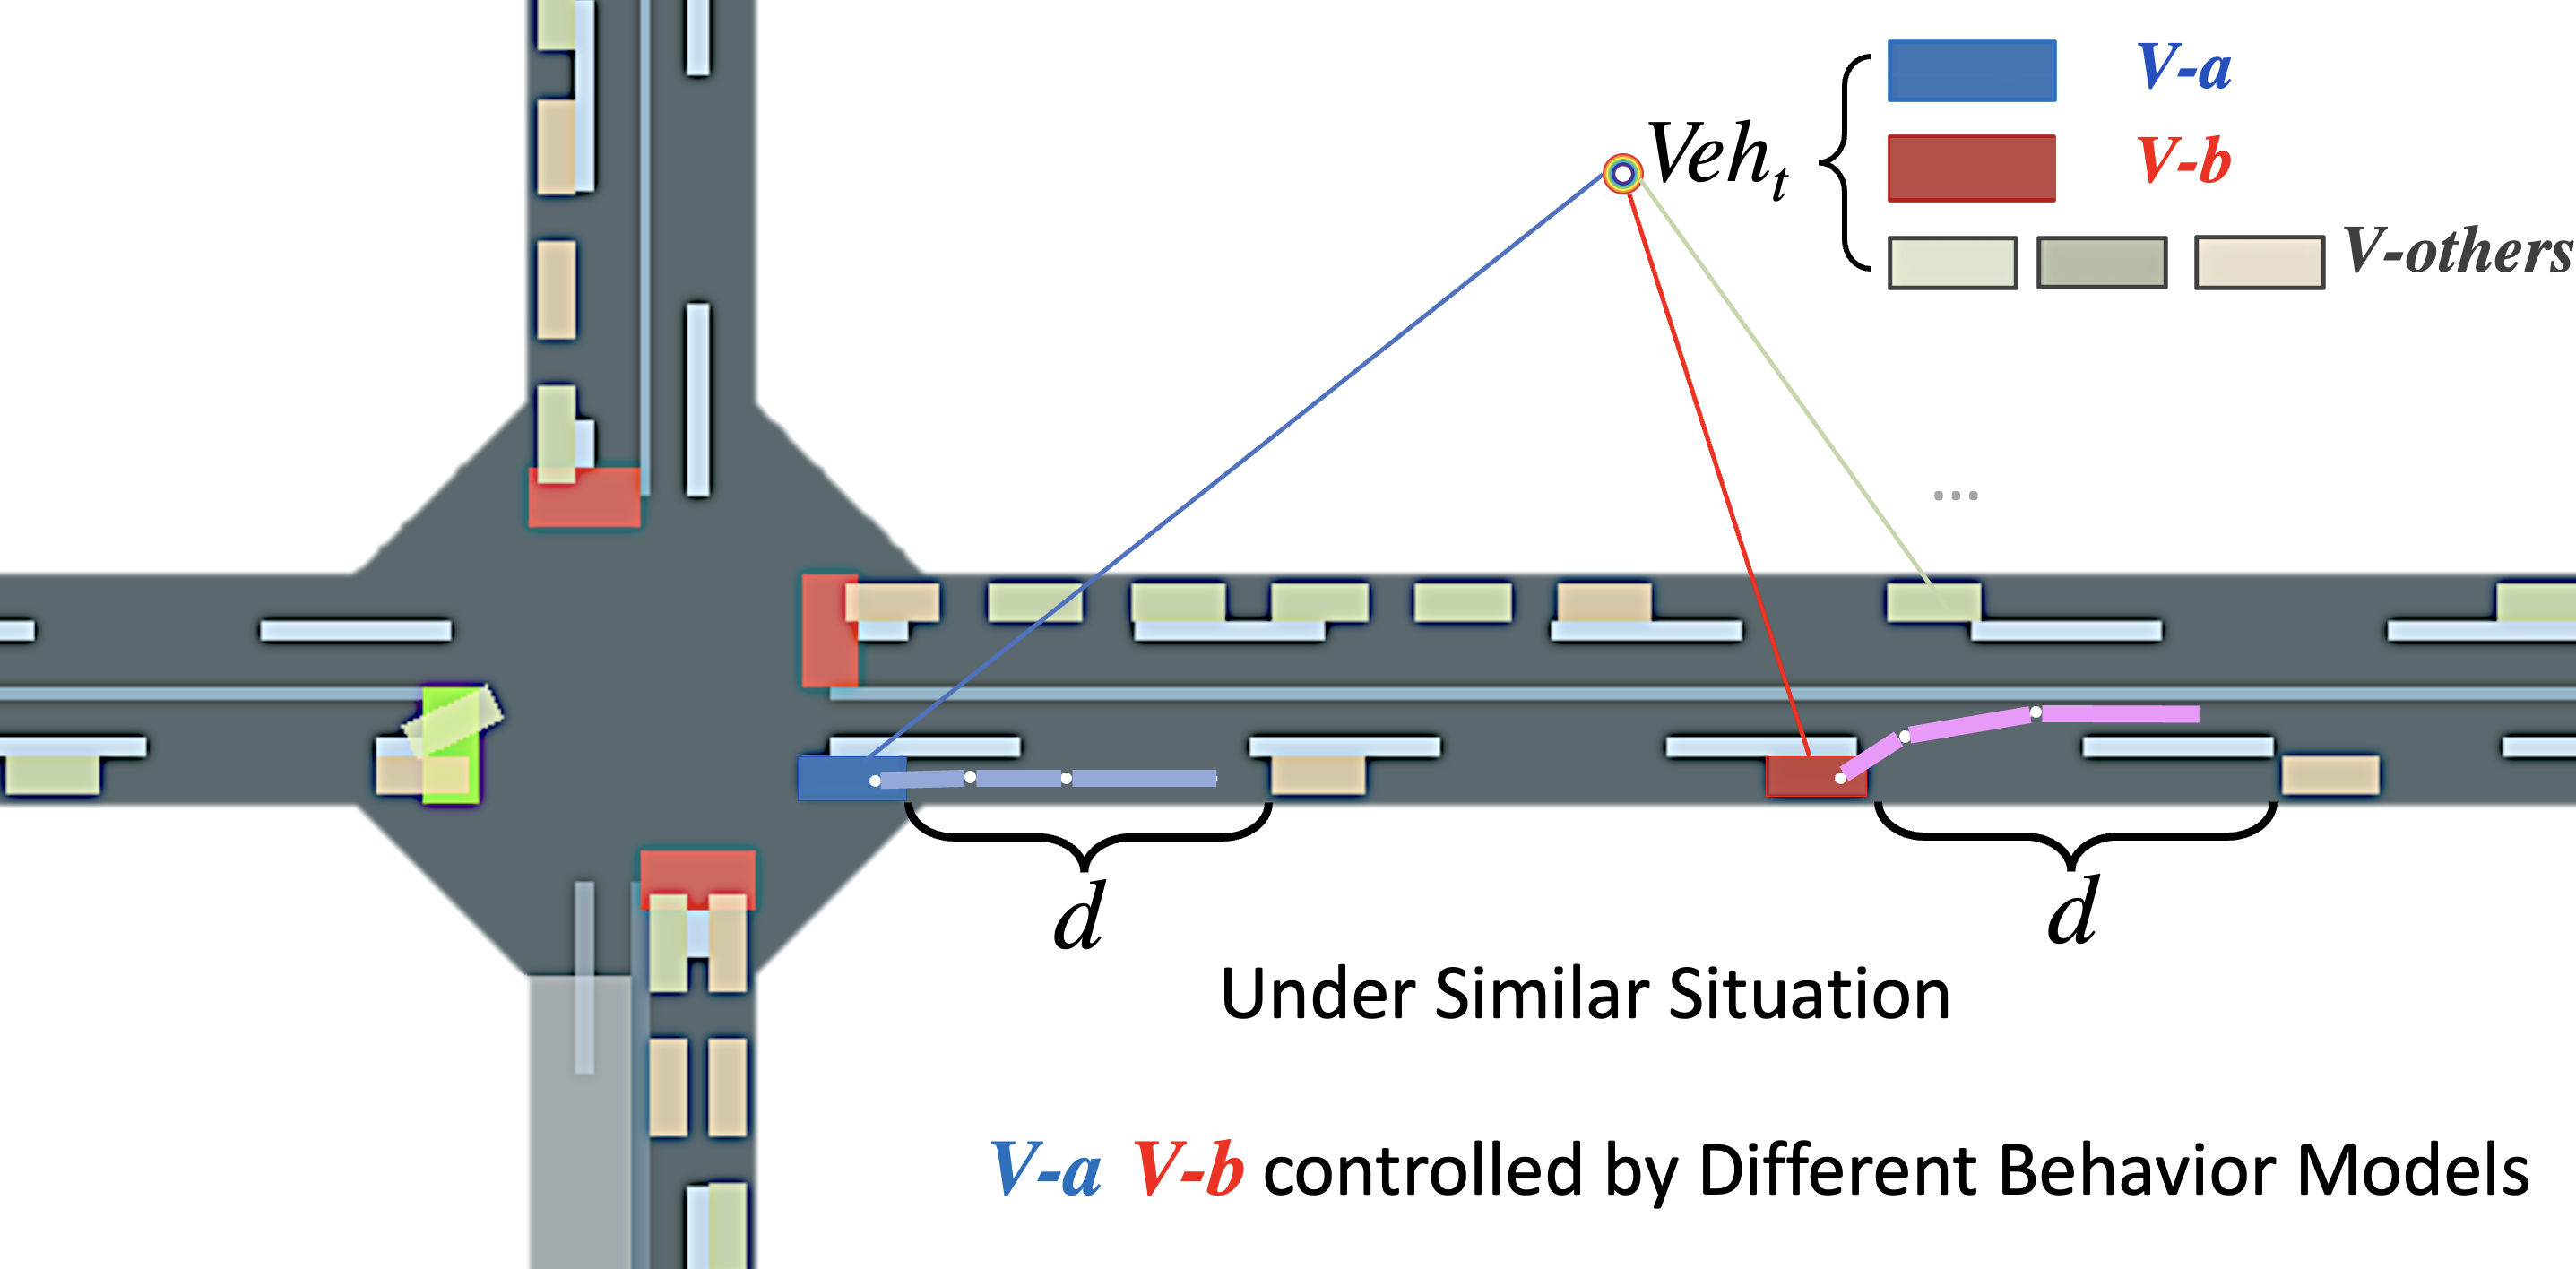 V-a
Veh_t
V-b
V-others
...
d
d
Under Similar Situation
V-a V-b controlled by Different Behavior Models